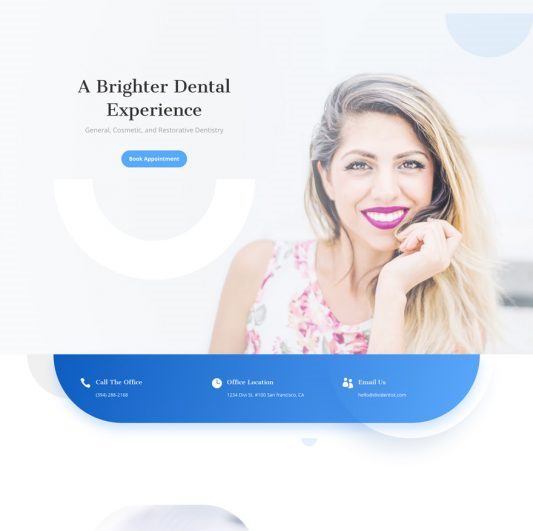 A Brighter Dental
Experience
General, Cosmetic, and Restorative Dentistry
Book Appointment
Call The Office
(394) 288-2168
Office Location
1234 Divi St. #100 San francisco, CA
Email Us
hello@dividentist.com